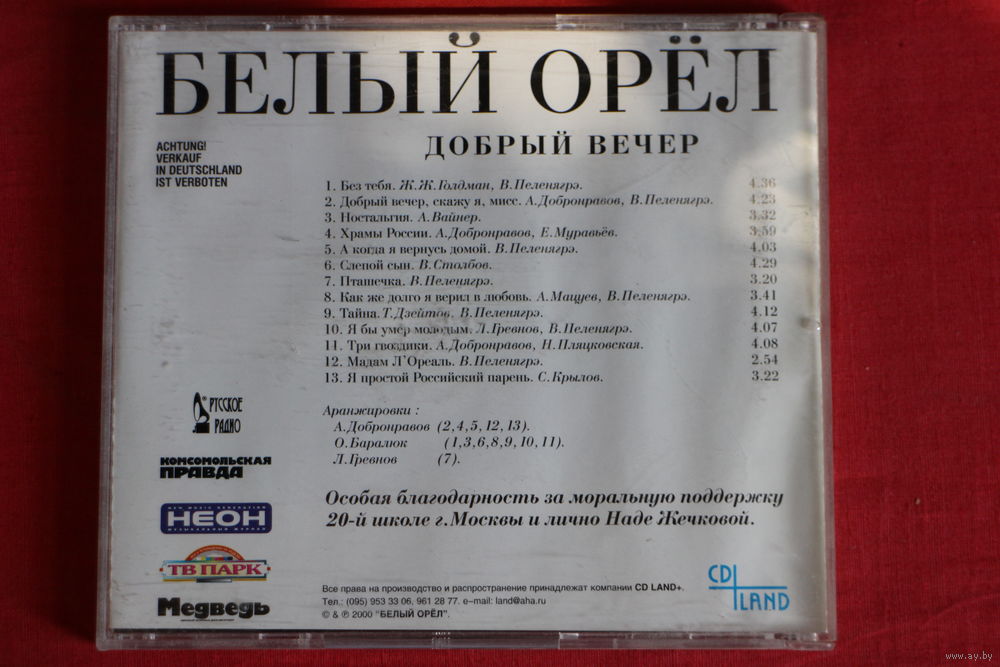 БЕЛЫЙ ОРЁЛ
ДОБРЫЙ ВЕЧЕР
ACHTUNG!
VERKAUF
IN DEUTSCHLAND
IST VERBOTEN
1. Без тебя. Ж.Ж.Голдман, В.Пеленягрэ. 4.36
2. Добрый вечер, скажу я, мисс. А.Добронравов, В.Пеленягрэ. 4.23
3. Ностальгия. А.Вайнер. 3.32
4. Храмы России. А.Добронравов, Е.Муравьёв. 3.59
5. А когда я вернусь домой. В.Пеленягрэ. 4.03
6. Слепой сын. В.Столбов. 4.29
7. Пташечка. В.Пеленягрэ. 3.20
8. Как же долго я верил в любовь. А.Мацуев, В.Пеленягрэ. 3.41
9. Тайна. Т.Дзейтов. В.Пеленягрэ. 4.12
10. Я бы умер молодым. Л.Гревнов, В.Пеленягрэ. 4.07
11. Три гвоздики. А.Добронравов, Н.Пляцковская. 4.08
12. Мадам Л'Ореаль. В.Пеленягрэ. 2.54
13. Я простой Российский парень. С.Крылов. 3.22
Аранжировки :
А.Добронравов (2,4,5,12,13).
О.Баралюк (1,3,6,8,9,10,11).
Л.Гревнов (7).
Особая благодарность за моральную поддержку
20-й школе г.Москвы и лично Наде Жечковой.
РУССКОЕ
РАДИО
КОМСОМОЛЬСКАЯ
ПРАВДА
НЕОН
ТВ ПАРК
Медведь
Все права на производство и распространение принадлежат компании CD LAND+.
Тел.: (095) 953 33 06, 961 28 77. e-mail: land@aha.ru
© & ℗ 2000 "БЕЛЫЙ ОРЁЛ".
CD
LAND
www.ay.by